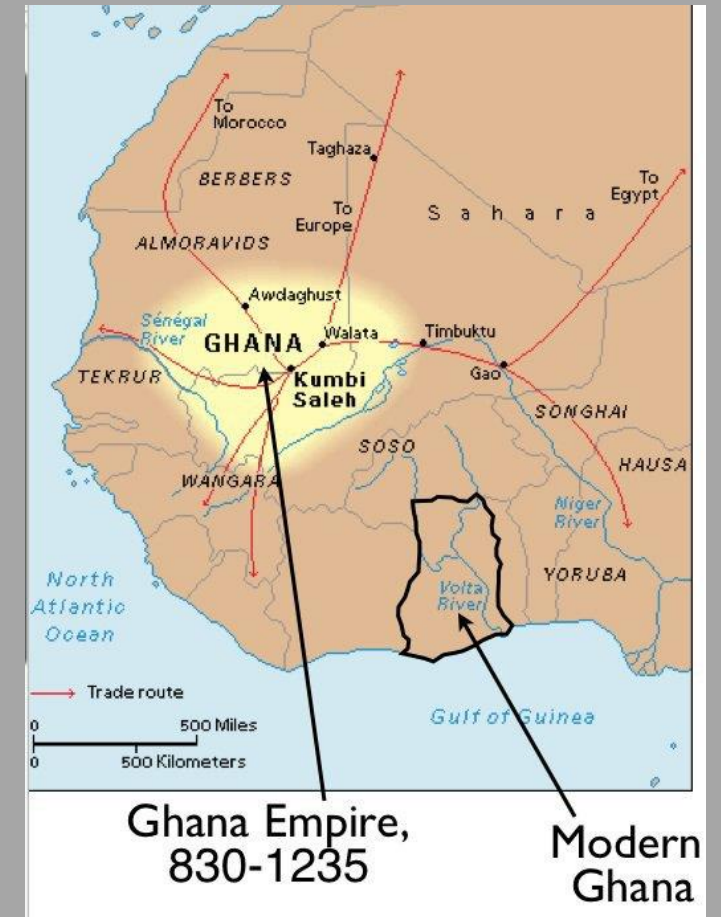 To
Morocco
Taghaza
BERBERS
To
Europe
To
Egypt
Sahara
ALMORAVIDS
Awdaghust
Sénégal
River
GHANA
Walata
Timbuktu
TEKRUR
Kumbi
Saleh
Gao
SONGHAI
SOSO
HAUSA
WANGARA
Niger
River
North
Atlantic
Ocean
Volta
River
YORUBA
Trade route
0 500 Miles
0 500 Kilometers
Gulf of Guinea
Ghana Empire,
830-1235
Modern
Ghana